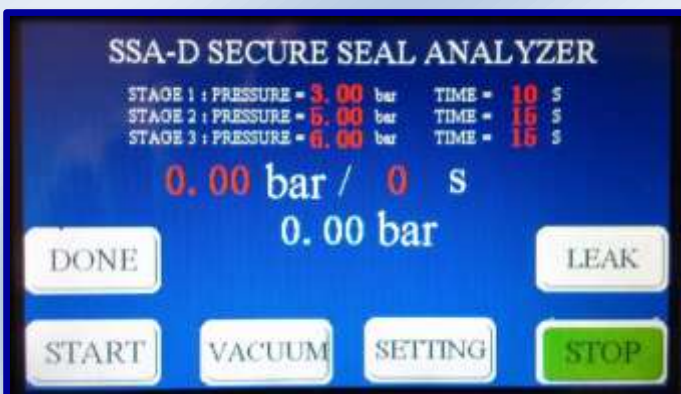 SSA-D SECURE SEAL ANALYZER
STAGE 1 : PRESSURE = 3.00 bar TIME = 10 S
STAGE 2 : PRESSURE = 5.00 bar TIME = 15 S
STAGE 3 : PRESSURE = 6.00 bar TIME = 15 S
0.00 bar / 0 S
0.00 bar
DONE LEAK
START VACUUM SETTING STOP